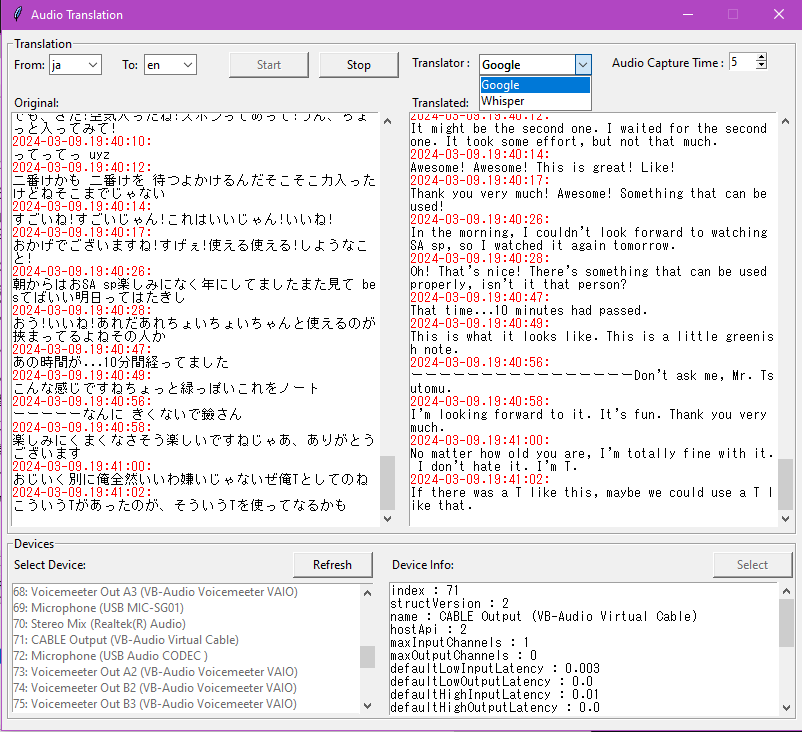 Audio Translation
Translation
From: ja To: en Start Stop Translator : Google Audio Capture Time : 5
Google
Whisper
Original:
でも、きた!空気入ったね!スポンってあって!うん、ちょ
っと入ってみて!
2024-03-09.19:40:10:
ってってっ uyz
2024-03-09.19:40:12:
二番けかも 二番けを 待つよかけるんだそこそこ力入った
けどねそこまでじゃない
2024-03-09.19:40:14:
すごいね!すごいじゃん!これはいいじゃん!いいね!
2024-03-09.19:40:17:
おかげでございますね!すげぇ!使える使える!しようなこ
と!
2024-03-09.19:40:26:
朝からはおSA sp楽しみになく年にしてましたまた見て be
sてばいい明日ってはたぎし
2024-03-09.19:40:28:
おう!いいね!あれだあれちょいちょいちゃんと使えるのが
挟まってるよねその人か
2024-03-09.19:40:47:
あの時間が...10分間経ってました
2024-03-09.19:40:49:
こんな感じですねちょっと緑っぽいこれをノート
2024-03-09.19:40:56:
ーーーーーなんに きくないで鐱さん
2024-03-09.19:40:58:
楽しみにくまくなさそう楽しいですねじゃあ、ありがとう
ございます
2024-03-09.19:41:00:
おじいく別に俺全然いいわ嫌いじゃないぜ俺Tとしてのね
2024-03-09.19:41:02:
こういうTがあったのが、そういうTを使ってなるかも
Translated:
2024-03-09.19:40:12:
It might be the second one. I waited for the second
one. It took some effort, but not that much.
2024-03-09.19:40:14:
Awesome! Awesome! This is great! Like!
2024-03-09.19:40:17:
Thank you very much! Awesome! Something that can be
used!
2024-03-09.19:40:26:
In the morning, I couldn't look forward to watching
SA sp, so I watched it again tomorrow.
2024-03-09.19:40:28:
Oh! That's nice! There's something that can be used
properly, isn't it that person?
2024-03-09.19:40:47:
That time...10 minutes had passed.
2024-03-09.19:40:49:
This is what it looks like. This is a little greenis
h note.
2024-03-09.19:40:56:
ーーーーーーーーーーーーーーーーーDon't ask me, Mr. Ts
utomu.
2024-03-09.19:40:58:
I'm looking forward to it. It's fun. Thank you very
much.
2024-03-09.19:41:00:
No matter how old you are, I'm totally fine with it.
I don't hate it. I'm T.
2024-03-09.19:41:02:
If there was a T like this, maybe we could use a T l
ike that.
Devices
Select Device: Refresh
68: Voicemeeter Out A3 (VB-Audio Voicemeeter VAIO)
69: Microphone (USB MIC-SG01)
70: Stereo Mix (Realtek(R) Audio)
71: CABLE Output (VB-Audio Virtual Cable)
72: Microphone (USB Audio CODEC )
73: Voicemeeter Out A2 (VB-Audio Voicemeeter VAIO)
74: Voicemeeter Out B2 (VB-Audio Voicemeeter VAIO)
75: Voicemeeter Out B3 (VB-Audio Voicemeeter VAIO)
Device Info: Select
index : 71
structVersion : 2
name : CABLE Output (VB-Audio Virtual Cable)
hostApi : 2
maxInputChannels : 1
maxOutputChannels : 0
defaultLowInputLatency : 0.003
defaultLowOutputLatency : 0.0
defaultHighInputLatency : 0.01
defaultHighOutputLatency : 0.0